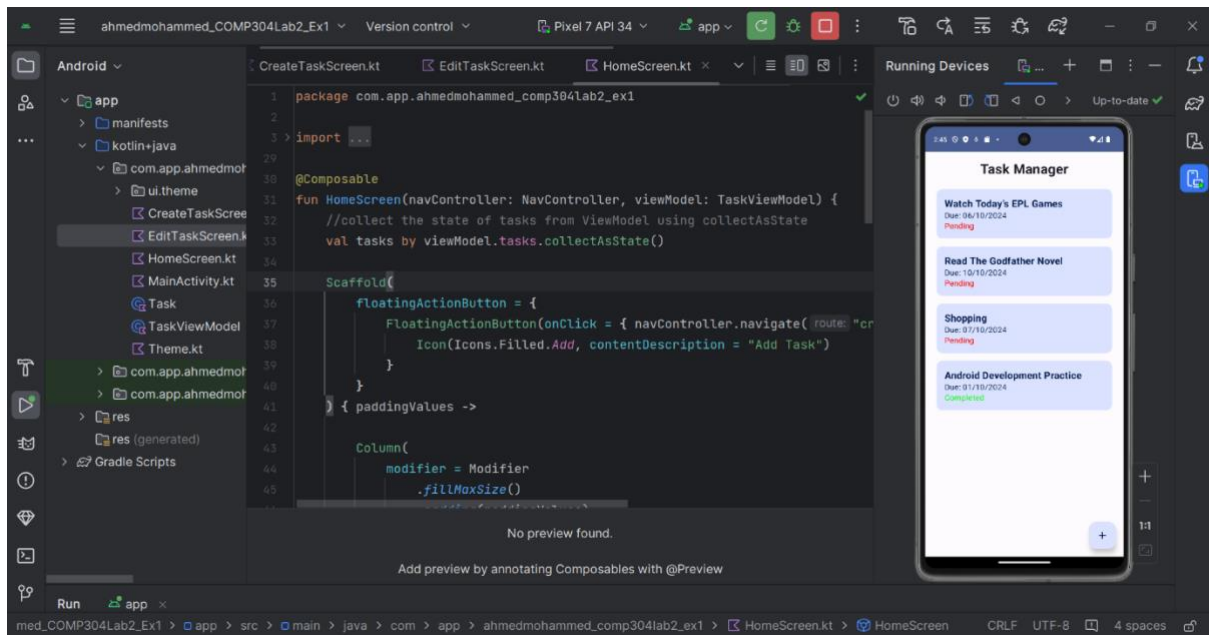 ahmedmohammed_COMP304Lab2_Ex1 Version control Pixel 7 API 34 app
Android
app
manifests
kotlin+java
com.app.ahmedmoh
ui.theme
CreateTaskScree
EditTaskScreen.k
HomeScreen.kt
MainActivity.kt
Task
TaskViewModel
Theme.kt
com.app.ahmedmoh
com.app.ahmedmoh
res
res (generated)
Gradle Scripts
CreateTaskScreen.kt EditTaskScreen.kt HomeScreen.kt
1 package com.app.ahmedmohammed_comp304lab2_ex1
2
3 import ...
29
30 @Composable
31 fun HomeScreen(navController: NavController, viewModel: TaskViewModel) {
32 //collect the state of tasks from ViewModel using collectAsState
33 val tasks by viewModel.tasks.collectAsState()
34
35 Scaffold(
36 floatingActionButton = {
37 FloatingActionButton(onClick = { navController.navigate( route: "cr
38 Icon(Icons.Filled.Add, contentDescription = "Add Task")
39 }
40 }
41 ) { paddingValues ->
42
43 Column(
44 modifier = Modifier
45 .fillMaxSize()
No preview found.
Add preview by annotating Composables with @Preview
Running Devices
Up-to-date
2:45
Task Manager
Watch Today's EPL Games
Due: 06/10/2024
Pending
Read The Godfather Novel
Due: 10/10/2024
Pending
Shopping
Due: 07/10/2024
Pending
Android Development Practice
Due: 01/10/2024
Completed
+
1:1
Run app
med_COMP304Lab2_Ex1 > app > src > main > java > com > app > ahmedmohammed_comp304lab2_ex1 > HomeScreen.kt > HomeScreen CRLF UTF-8 4 spaces